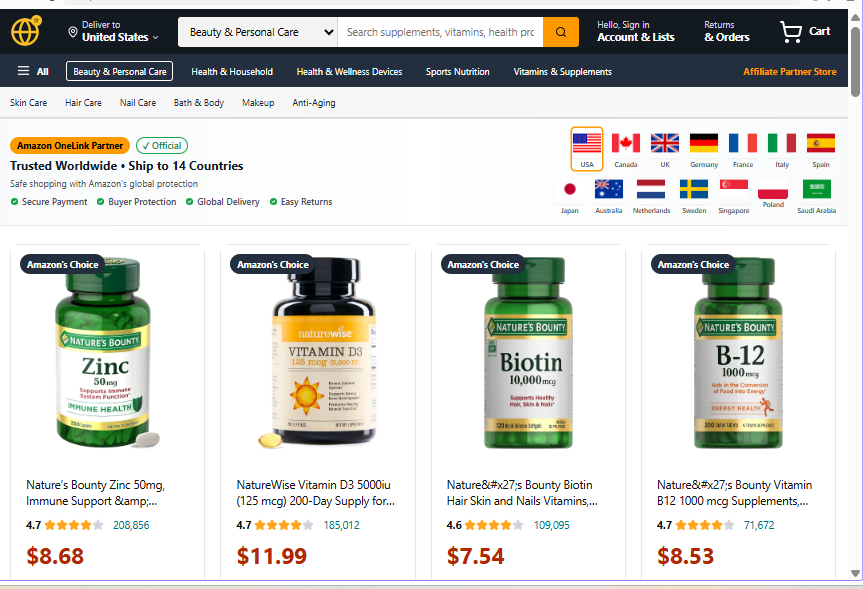 Deliver to
United States
Beauty & Personal Care
Search supplements, vitamins, health pro
Hello, Sign in
Account & Lists
Returns
& Orders
Cart
All
Beauty & Personal Care
Health & Household
Health & Wellness Devices
Sports Nutrition
Vitamins & Supplements
Affiliate Partner Store
Skin Care
Hair Care
Nail Care
Bath & Body
Makeup
Anti-Aging
Amazon OneLink Partner
✓ Official
Trusted Worldwide • Ship to 14 Countries
Safe shopping with Amazon's global protection
Secure Payment
Buyer Protection
Global Delivery
Easy Returns
USA
Canada
UK
Germany
France
Italy
Spain
Japan
Australia
Netherlands
Sweden
Singapore
Poland
Saudi Arabia
Amazon's Choice
NATURE'S BOUNTY
Zinc
50mg
Supports Immune
System Function*
IMMUNE HEALTH
Nature's Bounty Zinc 50mg,
Immune Support &amp;...
4.7
208,856
$8.68
Amazon's Choice
naturewise
VITAMIN D3
125 mcg (5,000 IU)
NatureWise Vitamin D3 5000iu
(125 mcg) 200-Day Supply for...
4.7
185,012
$11.99
Amazon's Choice
NATURE'S BOUNTY
Biotin
10,000mcg
Supports Healthy
Hair, Skin & Nails*
Nature&#x27;s Bounty Biotin
Hair Skin and Nails Vitamins,...
4.6
109,095
$7.54
Amazon's Choice
NATURE'S BOUNTY
B-12
1000mcg
Aids in the Conversion
of Food into Energy*
ENERGY HEALTH
Nature&#x27;s Bounty Vitamin
B12 1000 mcg Supplements,...
4.7
71,672
$8.53